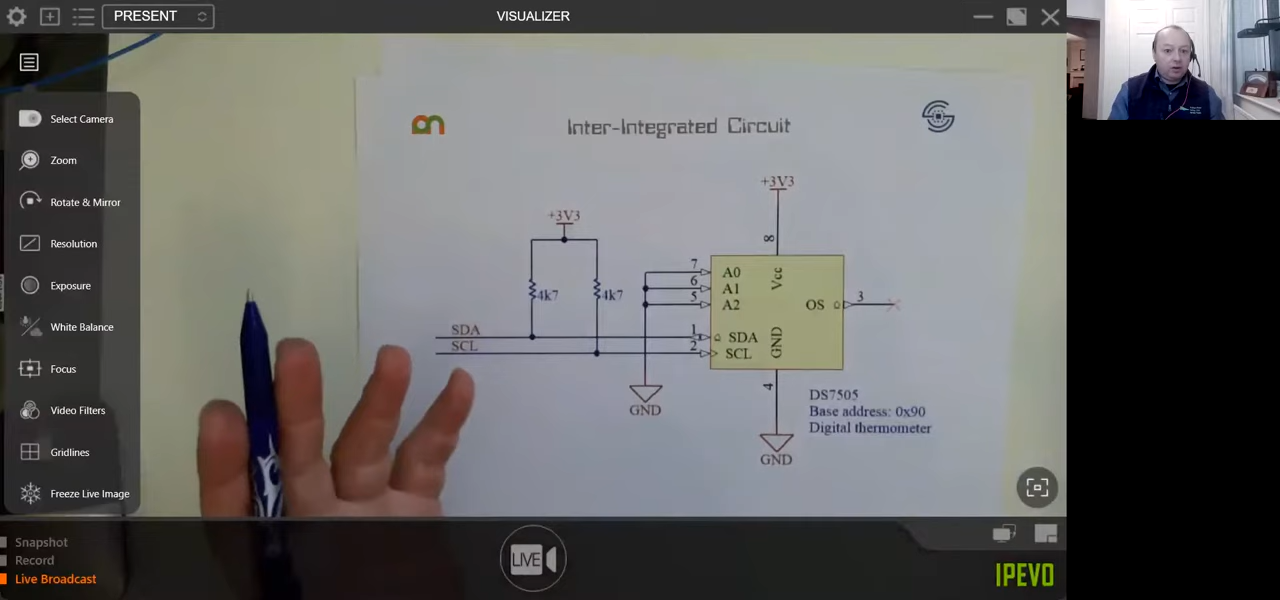 PRESENT
VISUALIZER
Select Camera
Zoom
Rotate & Mirror
Resolution
Exposure
White Balance
Focus
Video Filters
Gridlines
Freeze Live Image
Snapshot
Record
Live Broadcast
LIVE
IPEVO
Inter-Integrated Circuit
+3V3
+3V3
8
4k7
4k7
7
6
5
1
2
A0
A1
A2
SDA
SCL
Vcc
GND
OS
3
SDA
SCL
GND
4
GND
DS7505
Base address: 0x90
Digital thermometer